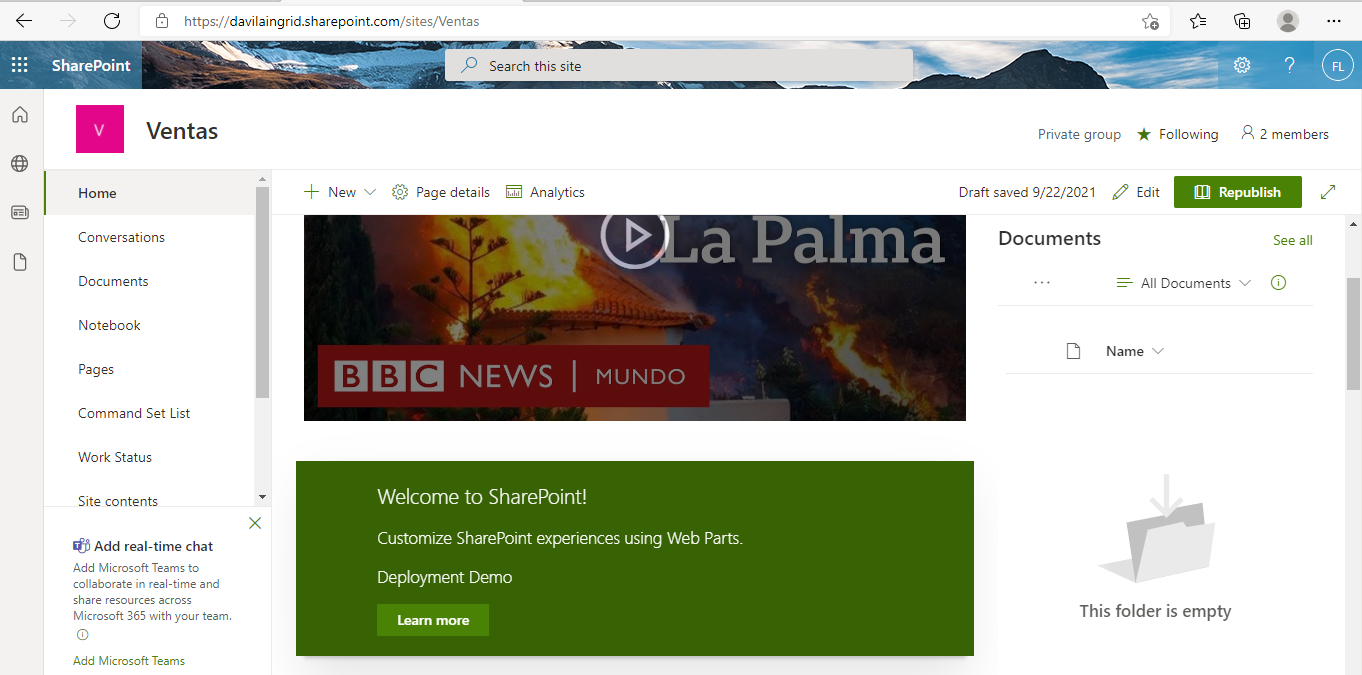 https://davilaingrid.sharepoint.com/sites/Ventas
SharePoint
Search this site
?
FL
V
Ventas
Private group
Following
2 members
Home
Conversations
Documents
Notebook
Pages
Command Set List
Work Status
Site contents
Add real-time chat
Add Microsoft Teams to
collaborate in real-time and
share resources across
Microsoft 365 with your team.
Add Microsoft Teams
New
Page details
Analytics
Draft saved 9/22/2021
Edit
Republish
La Palma
BBC NEWS | MUNDO
Welcome to SharePoint!
Customize SharePoint experiences using Web Parts.
Deployment Demo
Learn more
Documents
See all
All Documents
Name
This folder is empty